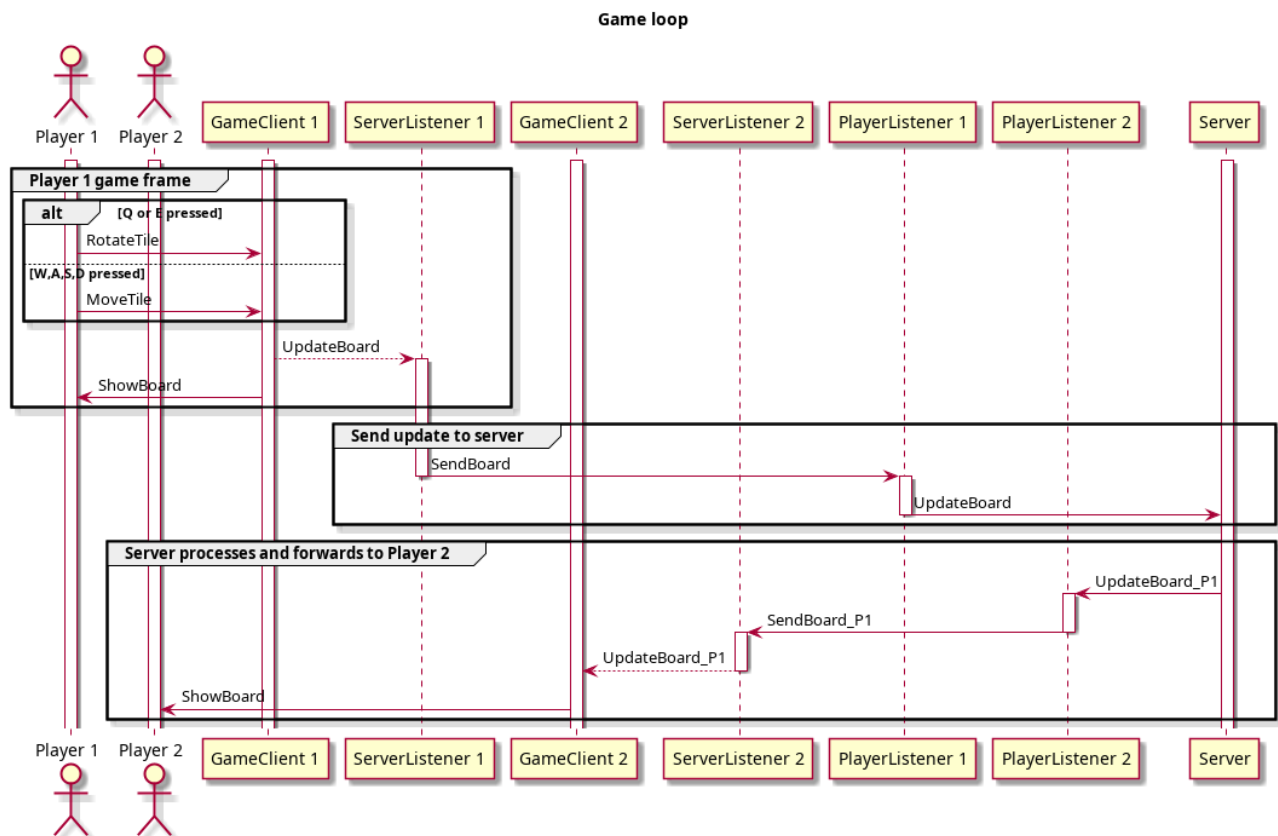 Game loop
Player 1
Player 2
GameClient 1
ServerListener 1
GameClient 2
ServerListener 2
PlayerListener 1
PlayerListener 2
Server
Player 1 game frame
alt
[Q or E pressed]
RotateTile
[W,A,S,D pressed]
MoveTile
UpdateBoard
ShowBoard
Send update to server
SendBoard
UpdateBoard
Server processes and forwards to Player 2
UpdateBoard_P1
SendBoard_P1
UpdateBoard_P1
ShowBoard
Player 1
Player 2
GameClient 1
ServerListener 1
GameClient 2
ServerListener 2
PlayerListener 1
PlayerListener 2
Server